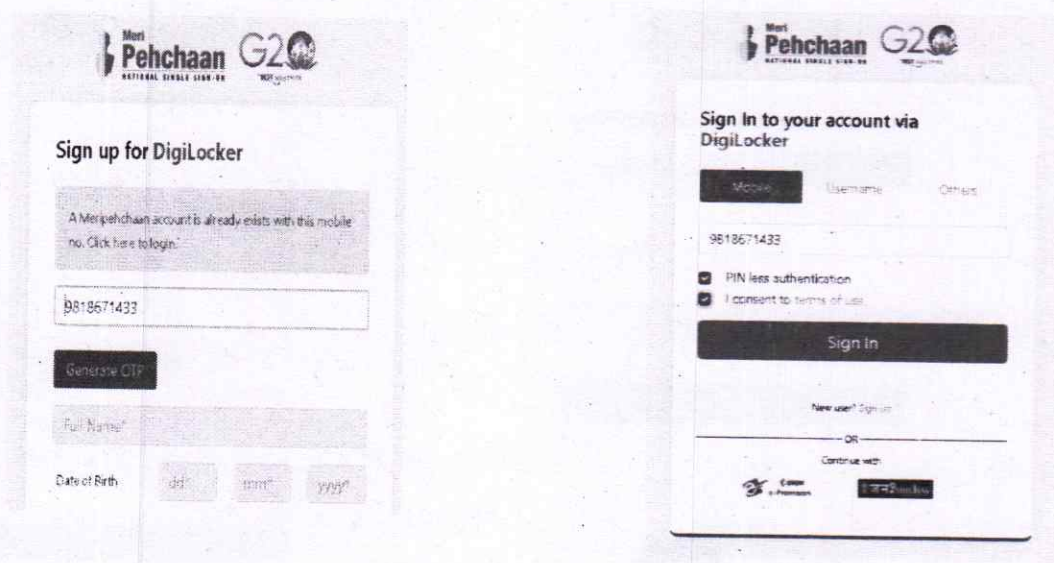 Meri
Pehchaan
NATIONAL SINGLE SIGN-ON
G20
Sign up for DigiLocker
A Meripehchaan account is already exists with this mobile
no. Click here to login.
9818671433
Generate OTP
Full Name*
Date of Birth
dd*
mm*
yyyy*
Meri
Pehchaan
NATIONAL SINGLE SIGN-ON
G20
Sign In to your account via
DigiLocker
Mobile
Username
Others
9818671433
PIN less authentication
I consent to terms of use.
Sign In
New user? Sign up
OR
Continue with
e-Pramaan